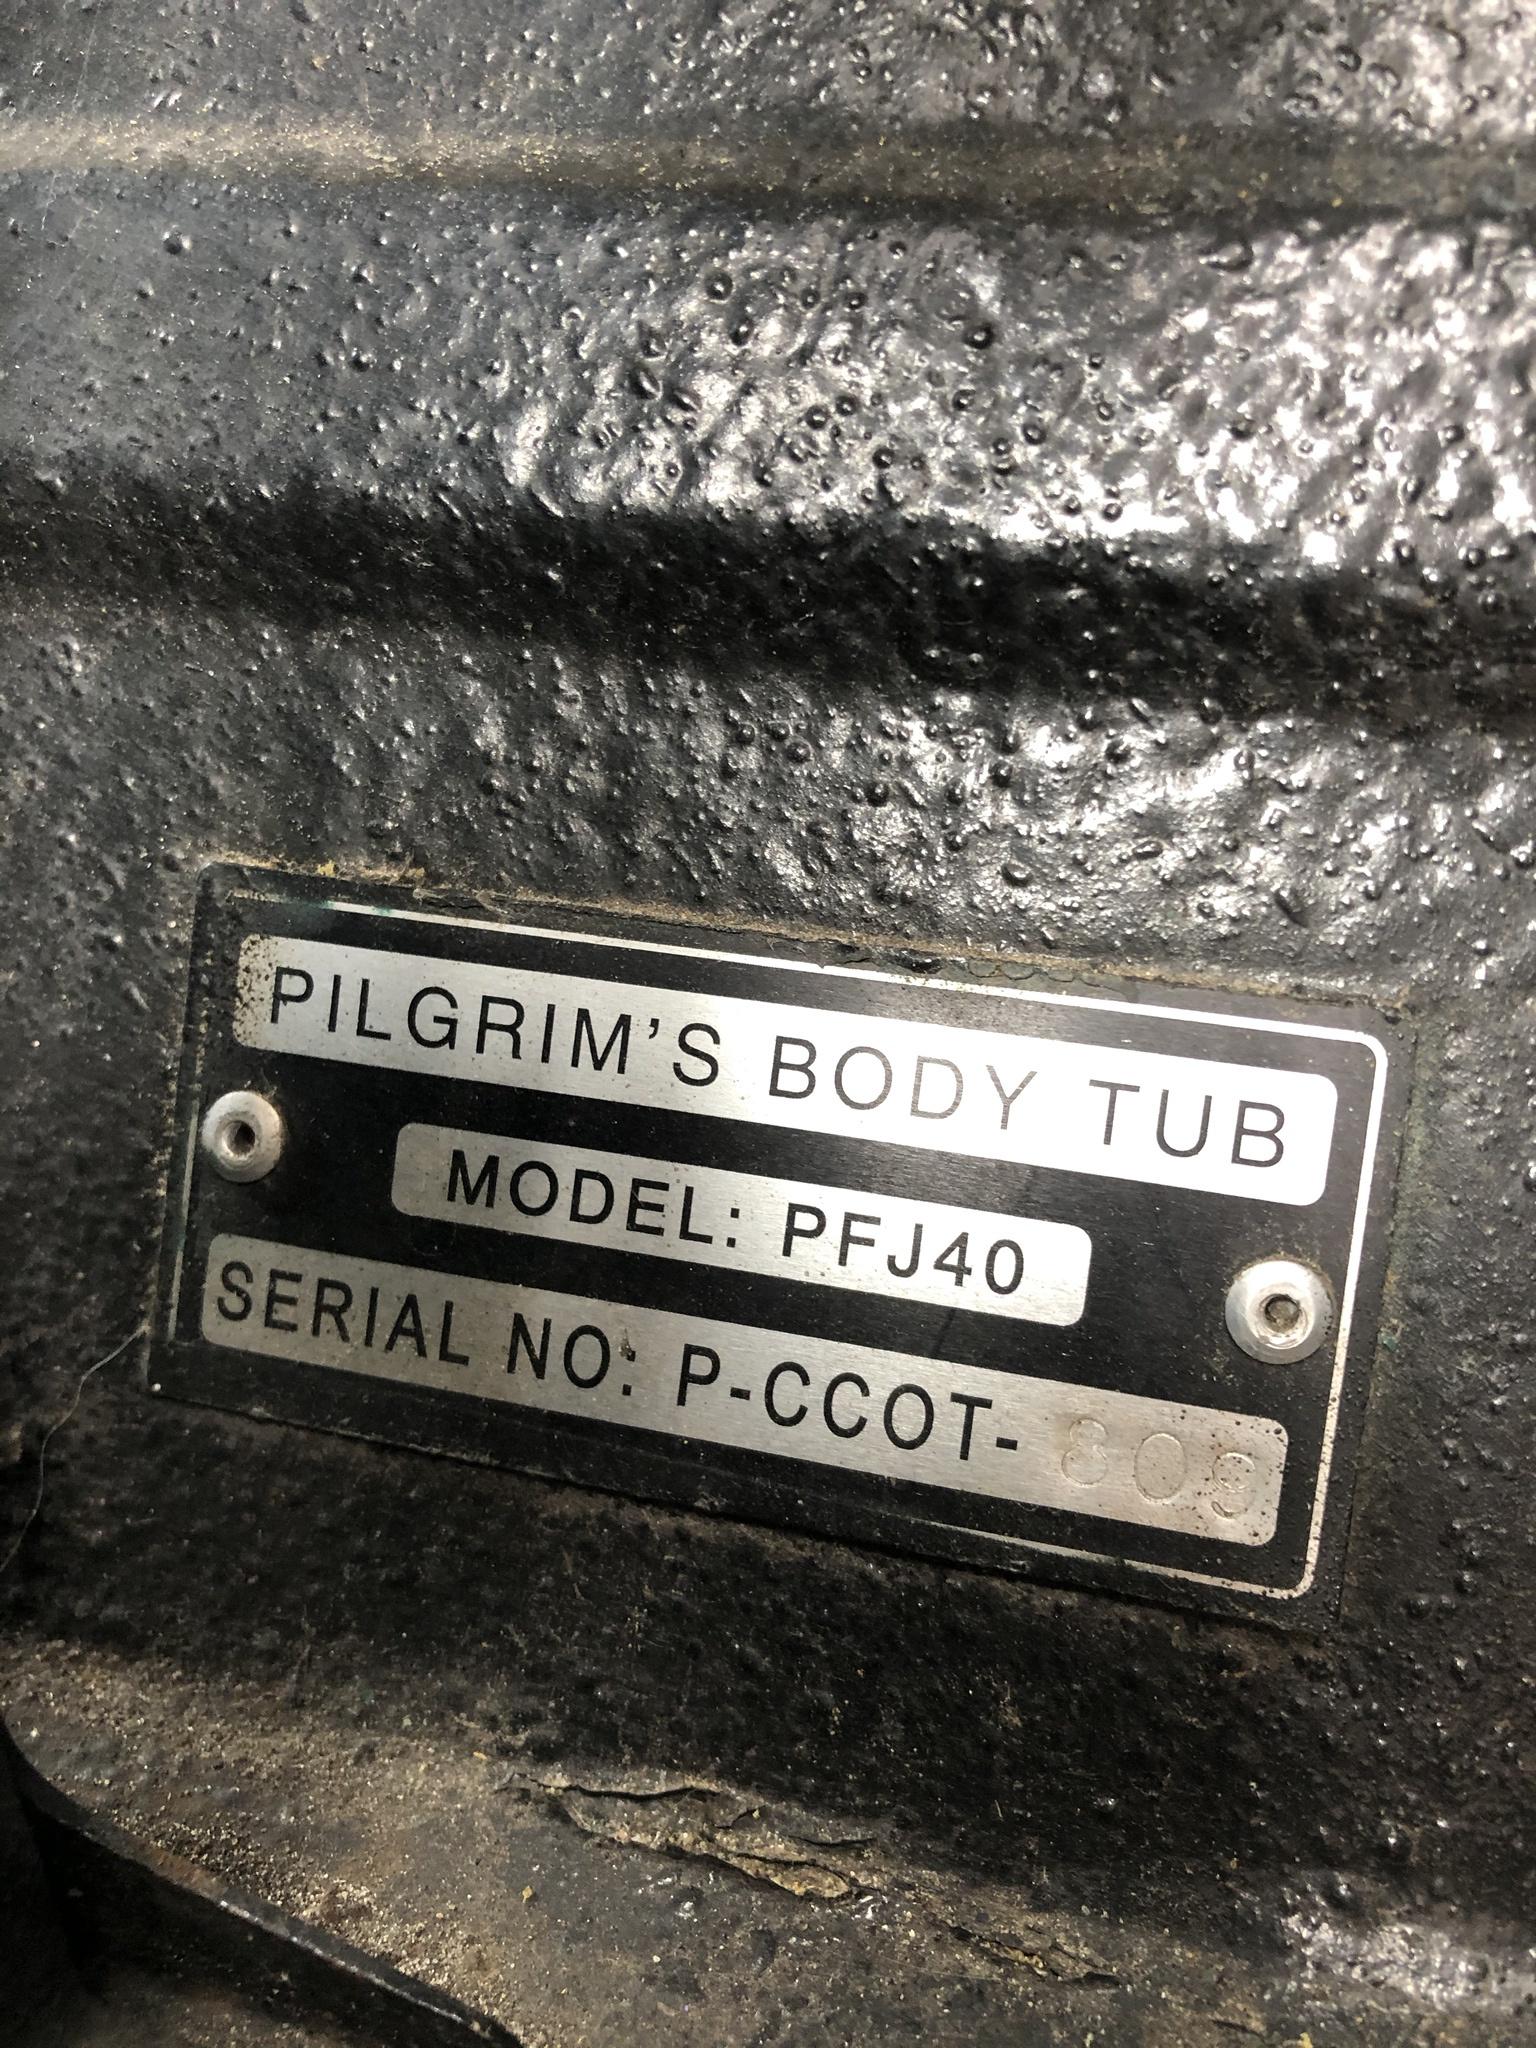 PILGRIM'S BODY TUB
MODEL: PFJ40
SERIAL NO: P-CCOT- 809